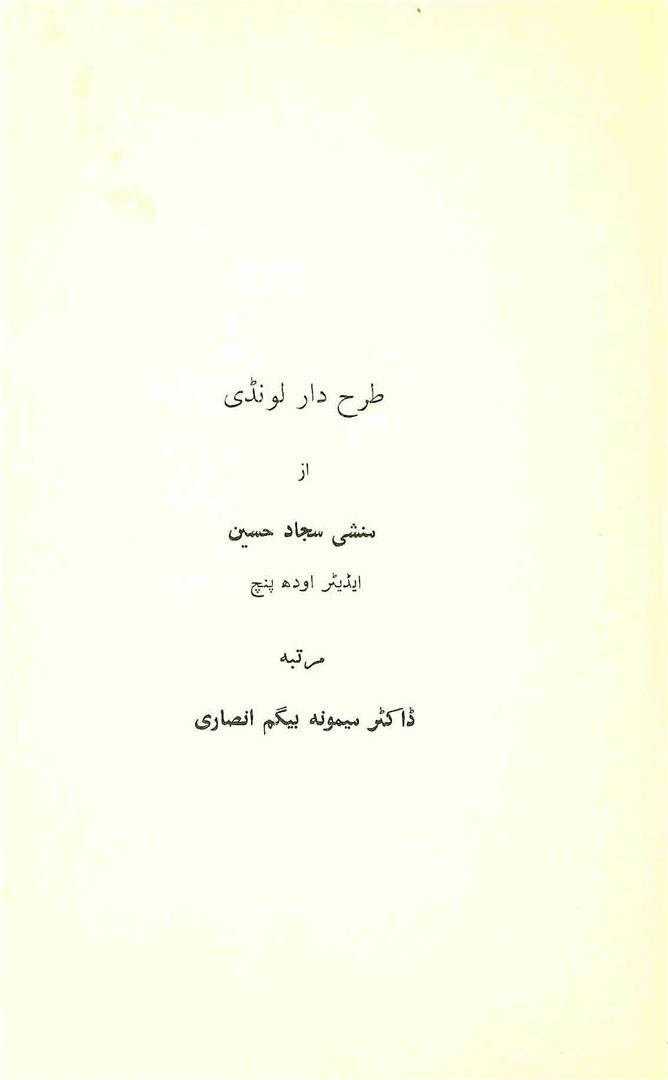 طرح دار لونڈی
از
منشی سجاد حسین
ایڈیٹر اودھ پنچ
مرتبہ
ڈاکٹر میمونہ بیگم انصاری